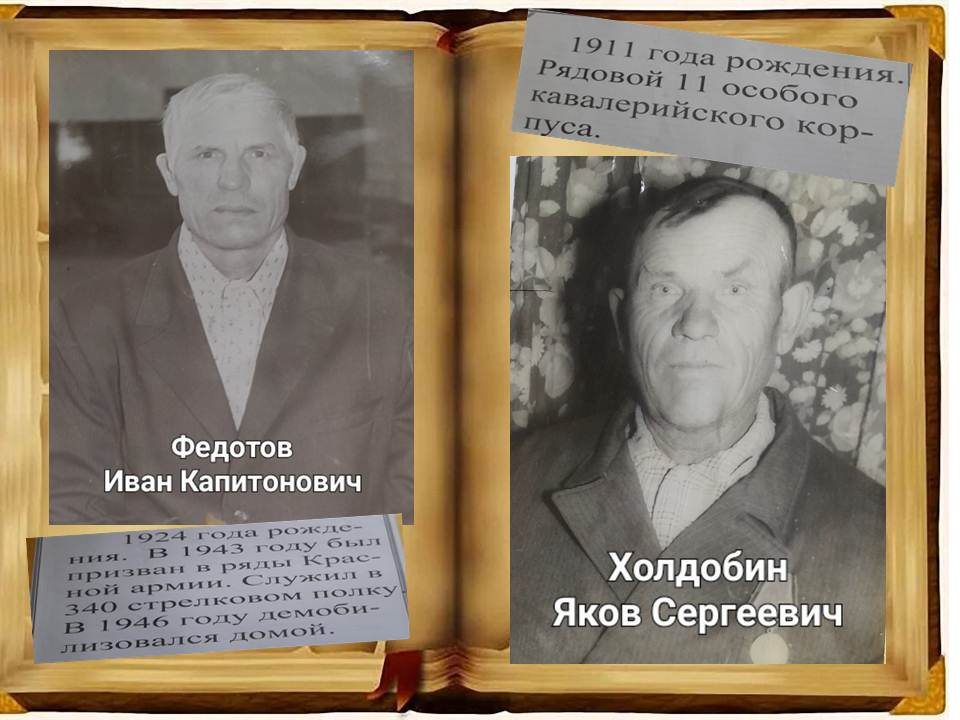 Федотов
Иван Капитонович
1924 года рожде-
ния. В 1943 году был
призван в ряды Крас-
ной армии. Служил в
340 стрелковом полку
В 1946 году демоби-
лизовался домой.
1911 года рождения.
Рядовой 11 особого
кавалерийского кор-
пуса.
Холдобин
Яков Сергеевич